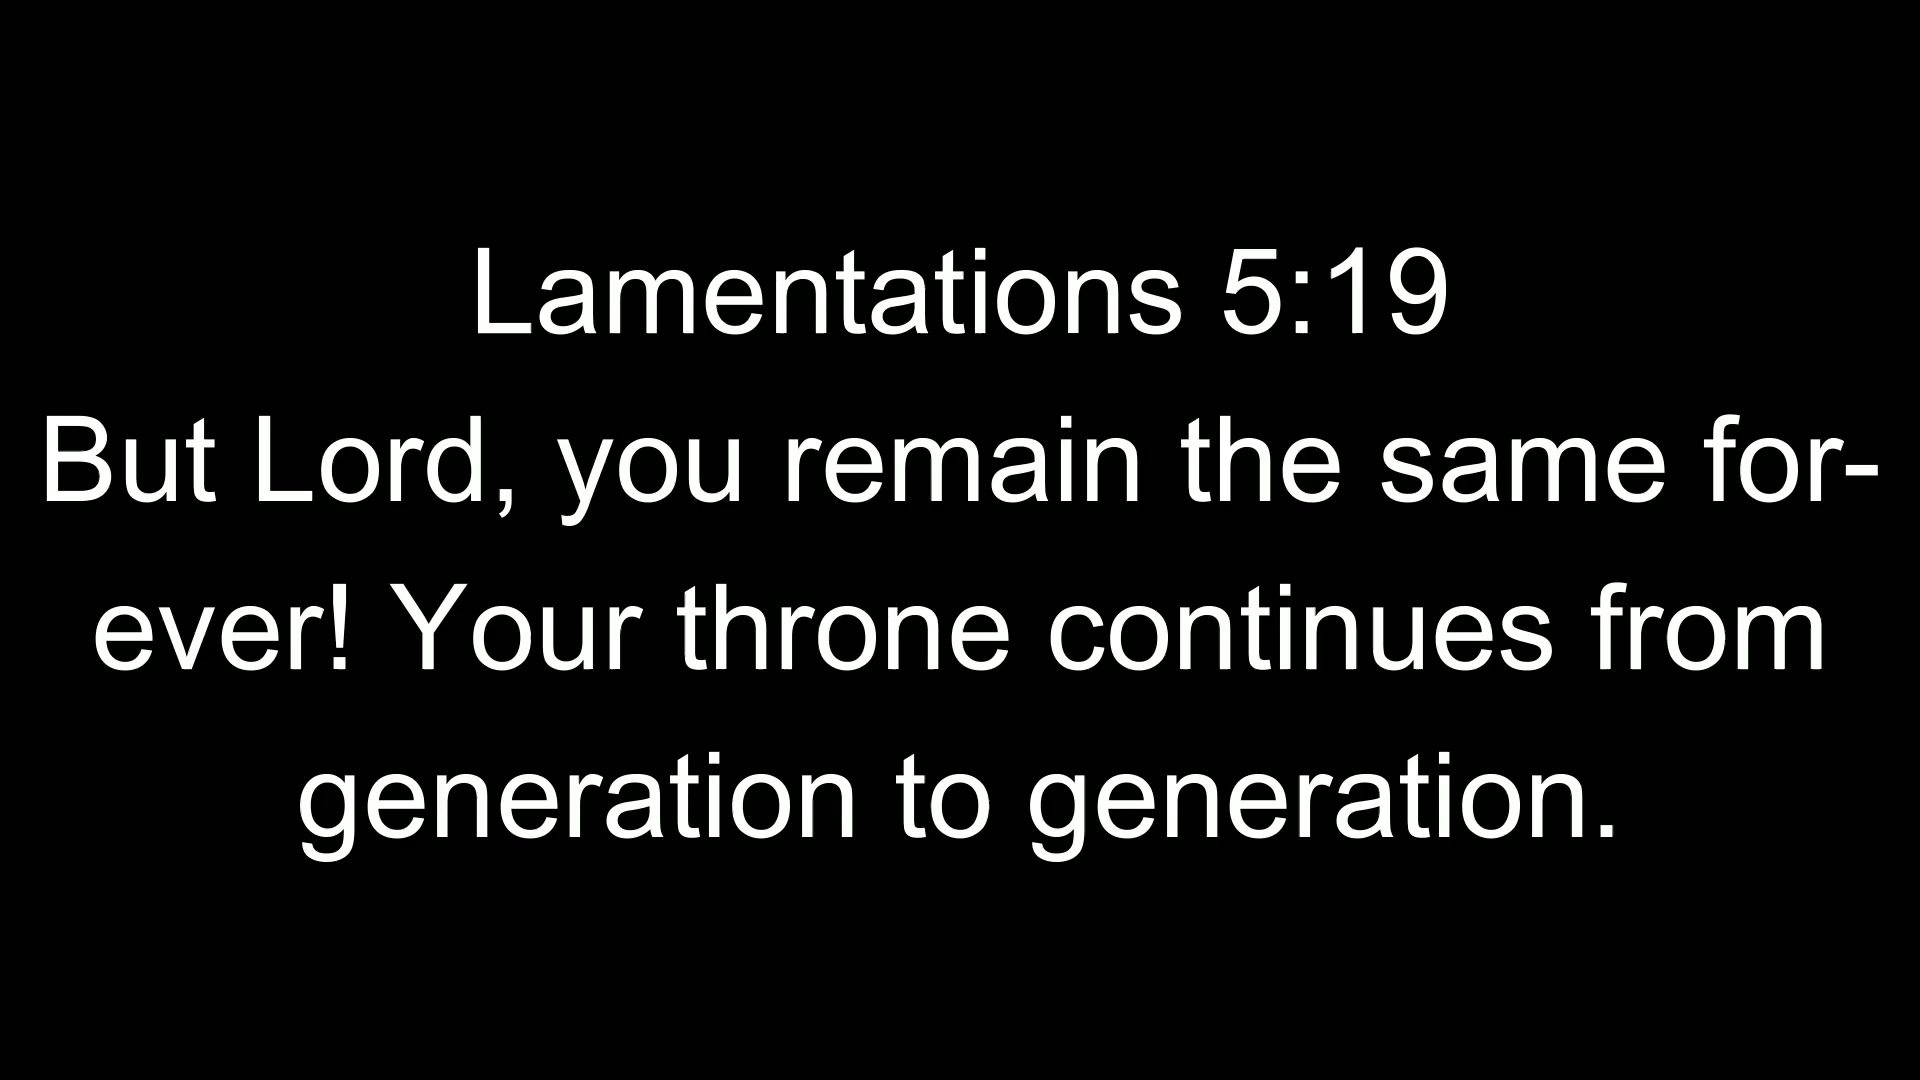 Lamentations 5:19
But Lord, you remain the same for-
ever! Your throne continues from
generation to generation.